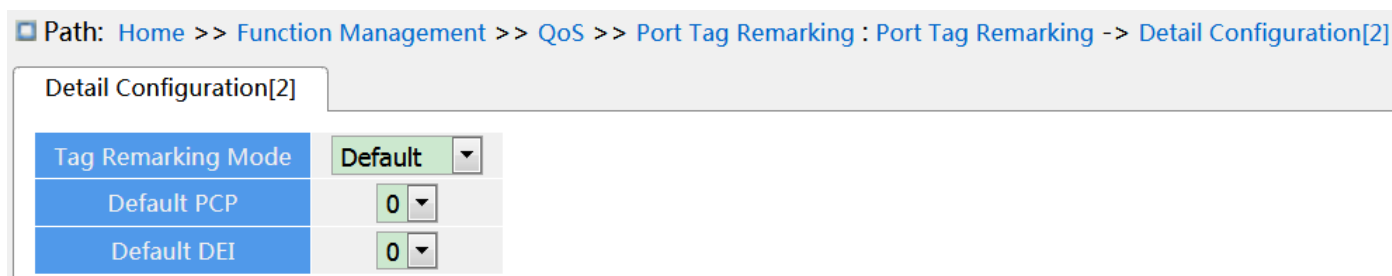 Path: Home >> Function Management >> QoS >> Port Tag Remarking : Port Tag Remarking -> Detail Configuration[2]
Detail Configuration[2]
Tag Remarking Mode Default
Default PCP 0
Default DEI 0